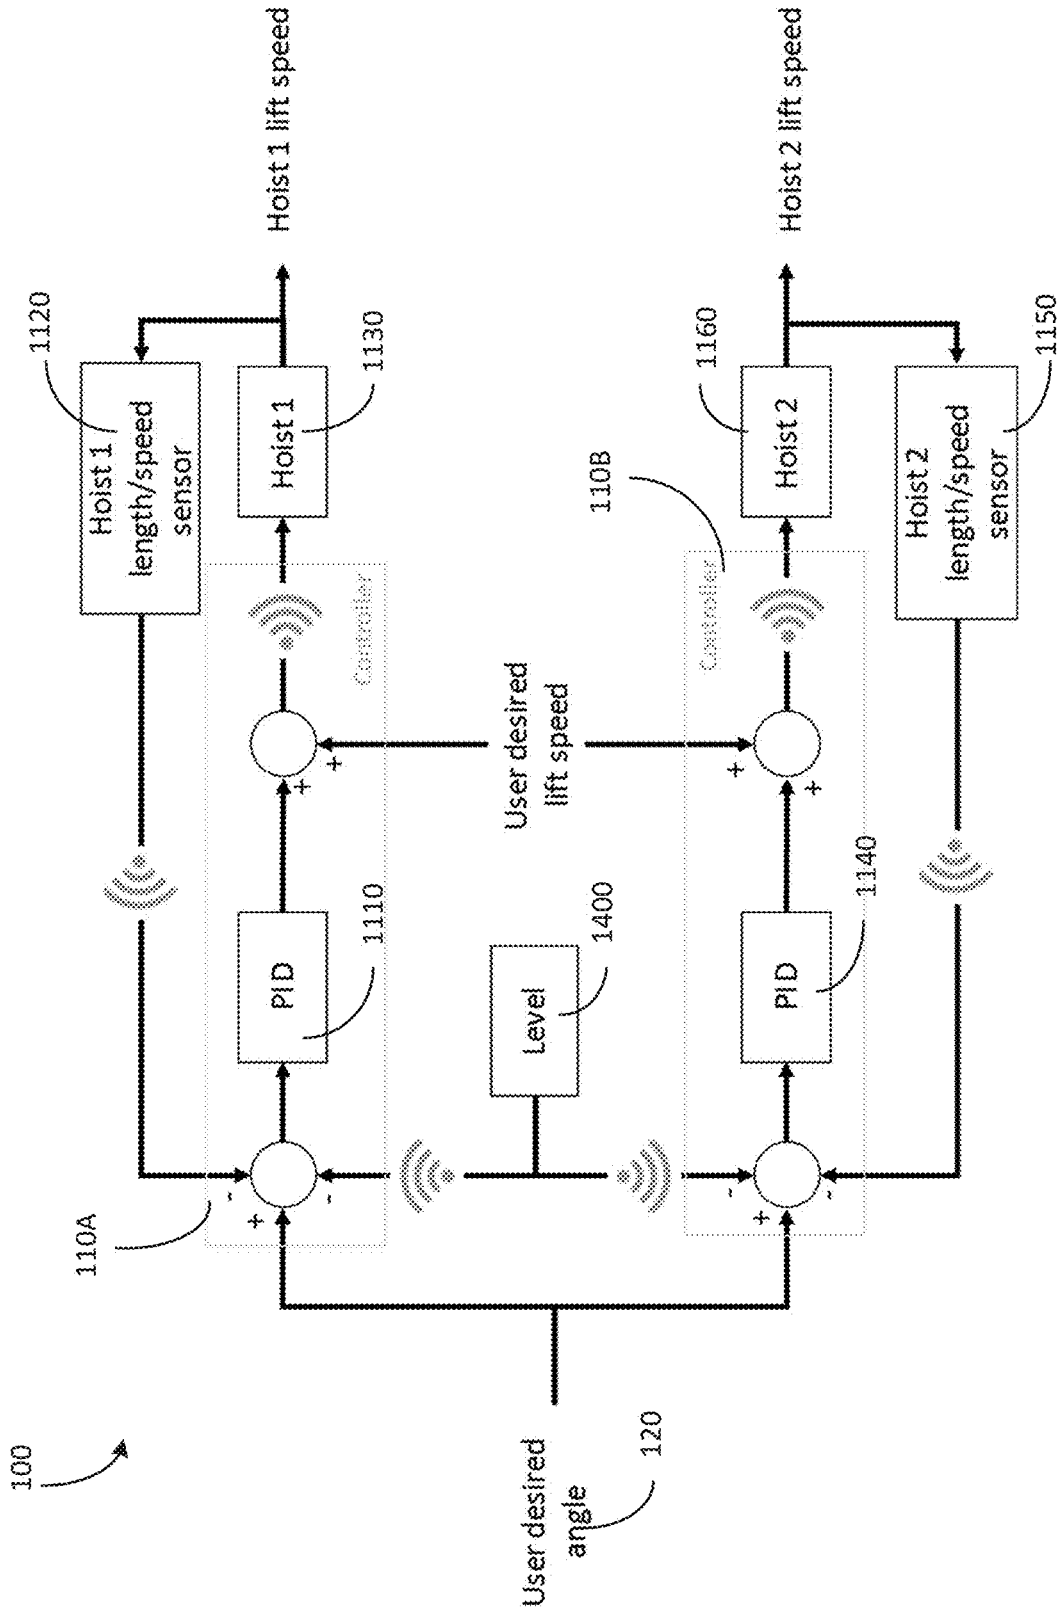 100
User desired
angle
120
110A
-
+
-
PID
1110
+
+
Controller
Hoist 1
length/speed
sensor
1120
Hoist 1
1130
Hoist 1 lift speed
Level
1400
User desired
lift speed
-
+
-
PID
1140
+
+
Controller
110B
Hoist 2
1160
Hoist 2
length/speed
sensor
1150
Hoist 2 lift speed